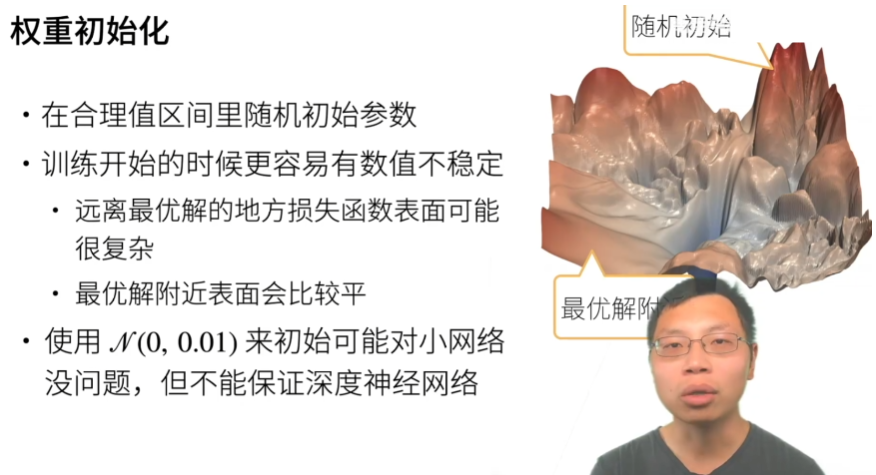 权重初始化
随机初始
• 在合理值区间里随机初始参数
• 训练开始的时候更容易有数值不稳定
• 远离最优解的地方损失函数表面可能
很复杂
• 最优解附近表面会比较平
最优解附
• 使用 𝒩(0, 0.01) 来初始可能对小网络
没问题，但不能保证深度神经网络